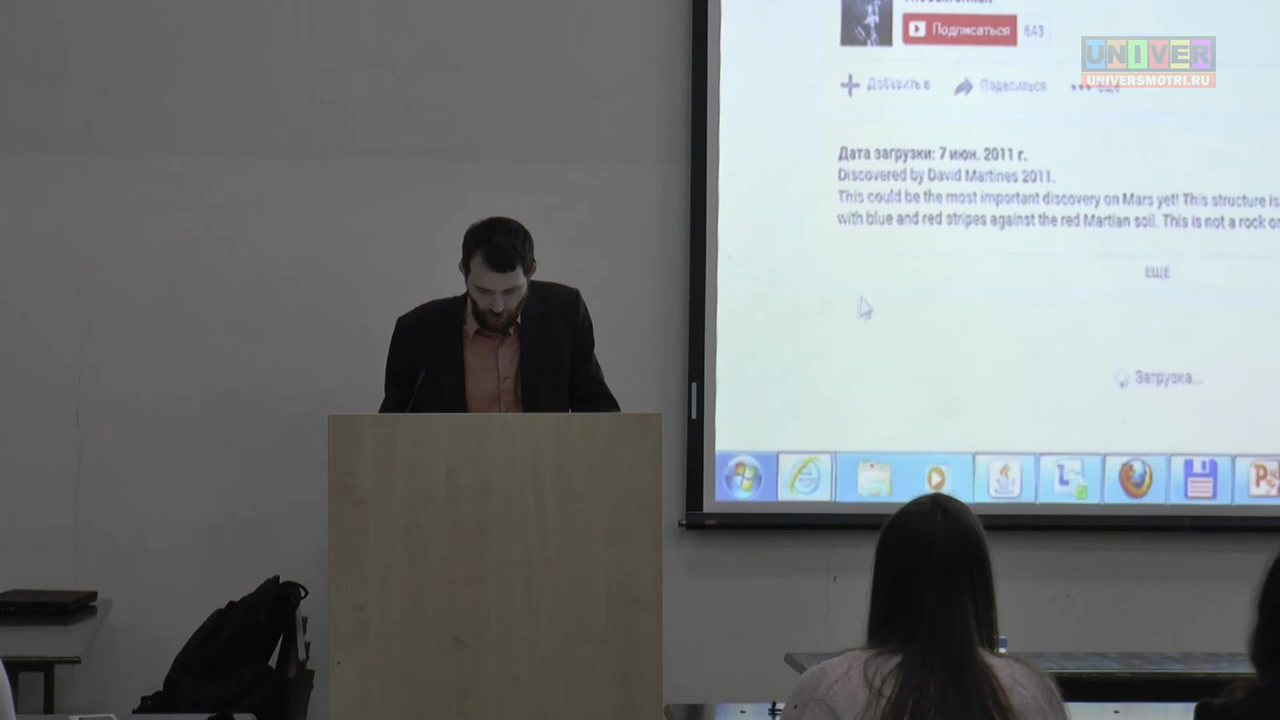 Подписаться 643
UNIVER
UNIVERSMOTRI.RU
Добавить в Поделиться ••• Ещё
Дата загрузки: 7 июн. 2011 г.
Discovered by David Martines 2011.
This could be the most important discovery on Mars yet! This structure is
with blue and red stripes against the red Martian soil. This is not a rock or
ЕЩЁ
Загрузка...